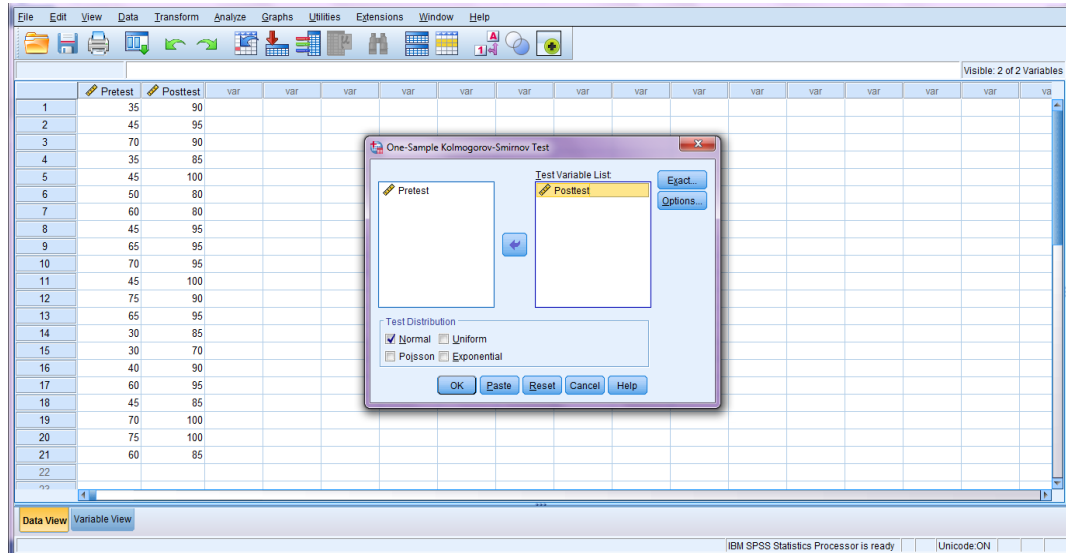 File Edit View Data Transform Analyze Graphs Utilities Extensions Window Help
Visible: 2 of 2 Variables
Pretest Posttest var var var var var var var var var var var var var var va
1 35 90
2 45 95
3 70 90
4 35 85
5 45 100
6 50 80
7 60 80
8 45 95
9 65 95
10 70 95
11 45 100
12 75 90
13 65 95
14 30 85
15 30 70
16 40 90
17 60 95
18 45 85
19 70 100
20 75 100
21 60 85
22
23
One-Sample Kolmogorov-Smirnov Test
Test Variable List:
Pretest
Posttest
Exact...
Options...
Test Distribution
Normal Uniform
Poisson Exponential
OK Paste Reset Cancel Help
Data View Variable View
IBM SPSS Statistics Processor is ready Unicode:ON